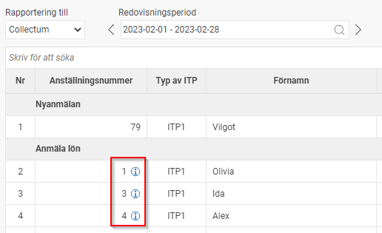 Rapportering till Redovisningsperiod
Collectum 2023-02-01 - 2023-02-28
Skriv för att söka
Nr Anställningsnummer Typ av ITP Förnamn
Nyanmälan
1 79 ITP1 Vilgot
Anmäla lön
2 1 ITP1 Olivia
3 3 ITP1 Ida
4 4 ITP1 Alex